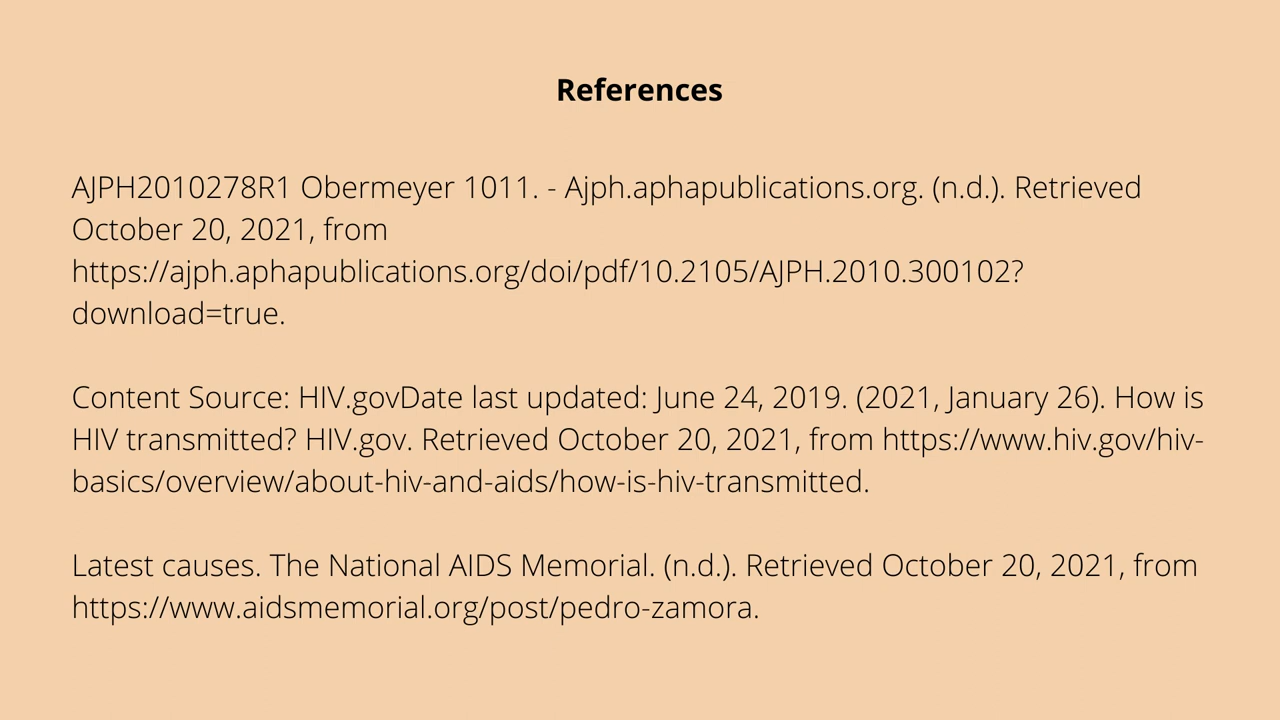 References
AJPH2010278R1 Obermeyer 1011. - Ajph.aphapublications.org. (n.d.). Retrieved
October 20, 2021, from
https://ajph.aphapublications.org/doi/pdf/10.2105/AJPH.2010.300102?
download=true.
Content Source: HIV.govDate last updated: June 24, 2019. (2021, January 26). How is
HIV transmitted? HIV.gov. Retrieved October 20, 2021, from https://www.hiv.gov/hiv-
basics/overview/about-hiv-and-aids/how-is-hiv-transmitted.
Latest causes. The National AIDS Memorial. (n.d.). Retrieved October 20, 2021, from
https://www.aidsmemorial.org/post/pedro-zamora.